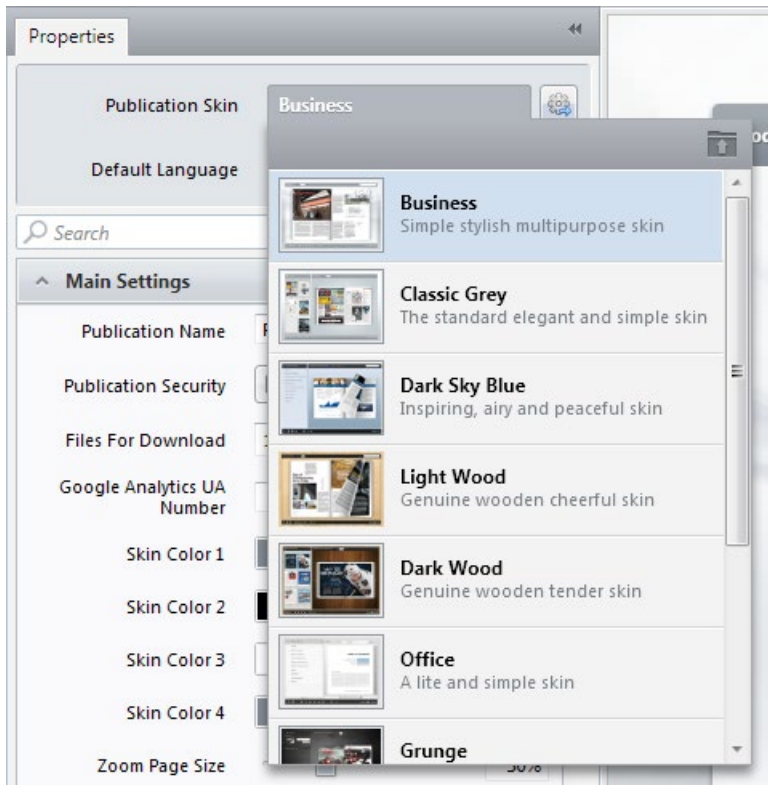 Properties
Publication Skin
Business
Default Language
Search
Main Settings
Publication Name
Publication Security
Files For Download
Google Analytics UA
Number
Skin Color 1
Skin Color 2
Skin Color 3
Skin Color 4
Zoom Page Size
50%
Business
Simple stylish multipurpose skin
Classic Grey
The standard elegant and simple skin
Dark Sky Blue
Inspiring, airy and peaceful skin
Light Wood
Genuine wooden cheerful skin
Dark Wood
Genuine wooden tender skin
Office
A lite and simple skin
Grunge